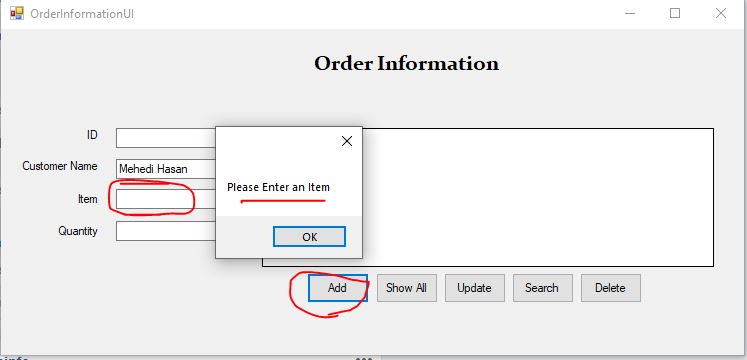 OrderInformationUI
Order Information
ID
Customer Name
Mehedi Hasan
Item
Quantity
Please Enter an Item
OK
Add
Show All
Update
Search
Delete